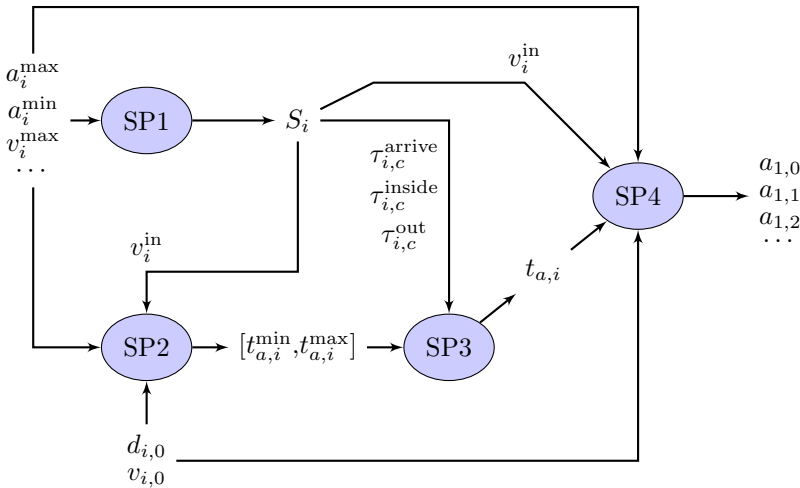 a_i^max
a_i^min
v_i^max
...
SP1
S_i
v_i^in
τ_{i,c}^arrive
τ_{i,c}^inside
τ_{i,c}^out
SP4
a_{1,0}
a_{1,1}
a_{1,2}
...
v_i^in
t_{a,i}
SP2
[t_{a,i}^min,t_{a,i}^max]
SP3
d_{i,0}
v_{i,0}